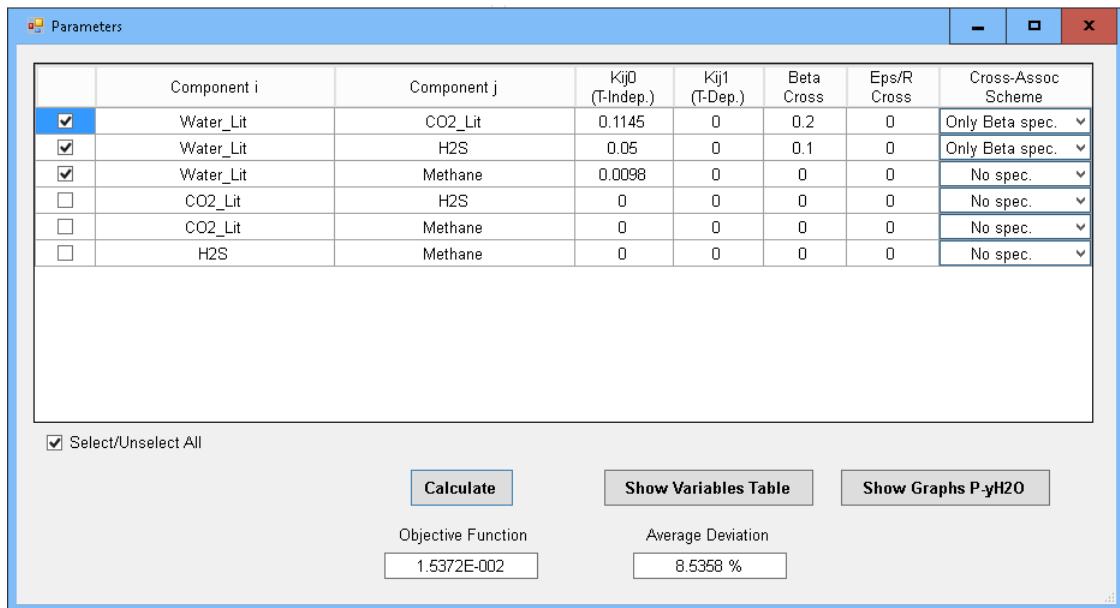 Parameters
Component i Component j Kij0 (T-Indep.) Kij1 (T-Dep.) Beta Cross Eps/R Cross Cross-Assoc Scheme
Water_Lit CO2_Lit 0.1145 0 0.2 0 Only Beta spec.
Water_Lit H2S 0.05 0 0.1 0 Only Beta spec.
Water_Lit Methane 0.0098 0 0 0 No spec.
CO2_Lit H2S 0 0 0 0 No spec.
CO2_Lit Methane 0 0 0 0 No spec.
H2S Methane 0 0 0 0 No spec.
Select/Unselect All
Calculate Show Variables Table Show Graphs P-yH2O
Objective Function Average Deviation
1.5372E-002 8.5358 %